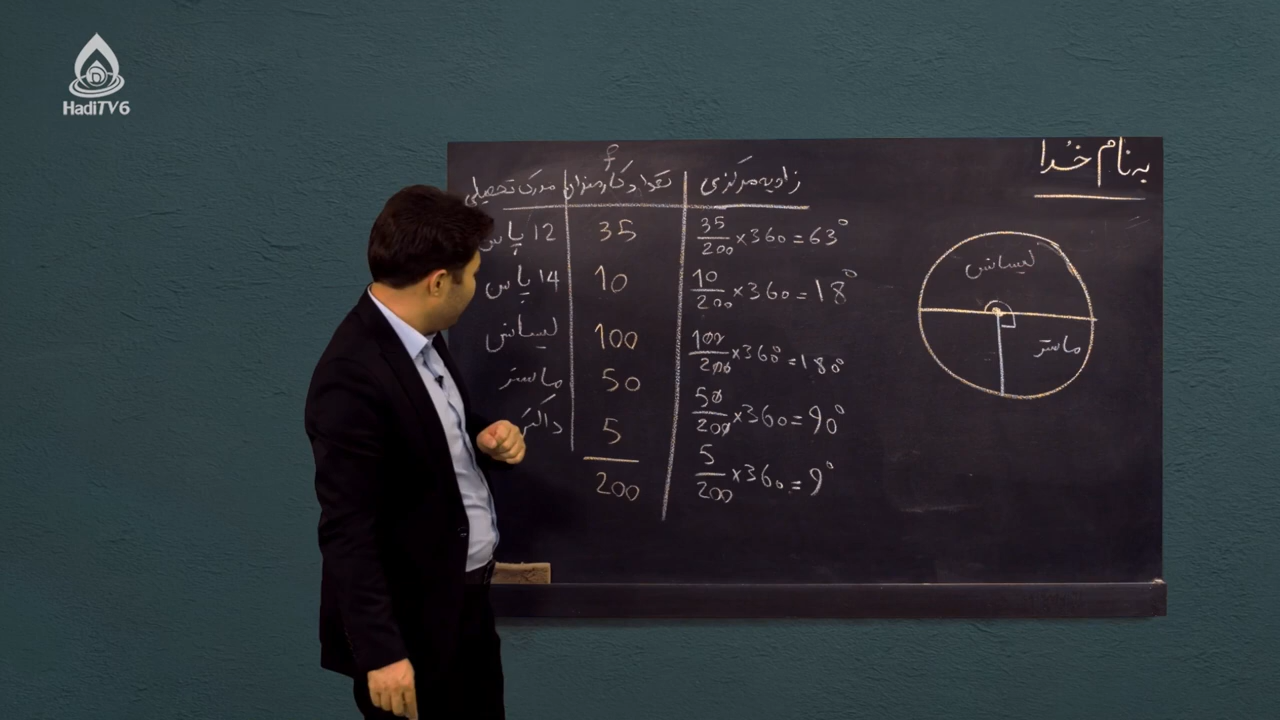 HadiTV6
به نام خُدا
مدرک تحصیلی تعداد کارمندان f زاویه مرکزی
12 پاس 35 35/200 ×360=63°
14 پاس 10 10/200 ×360=18°
لیسانس 100 100/200 ×360°=180°
ماستر 50 50/200 ×360=90°
داکتر 5 5/200 ×360=9°
200
لیسانس
ماستر